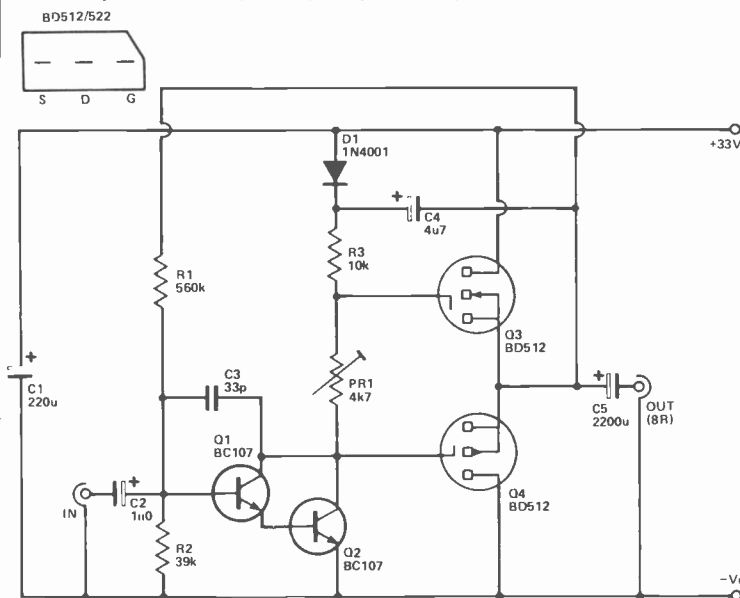 BD512/522
S D G
D1
1N4001
+33V
C4
4u7
R3
10k
R1
560k
Q3
BD512
C1
220u
C3
33p
PR1
4k7
C5
2200u
OUT
(8R)
Q1
BC107
IN
C2
1u0
Q4
BD512
R2
39k
Q2
BC107